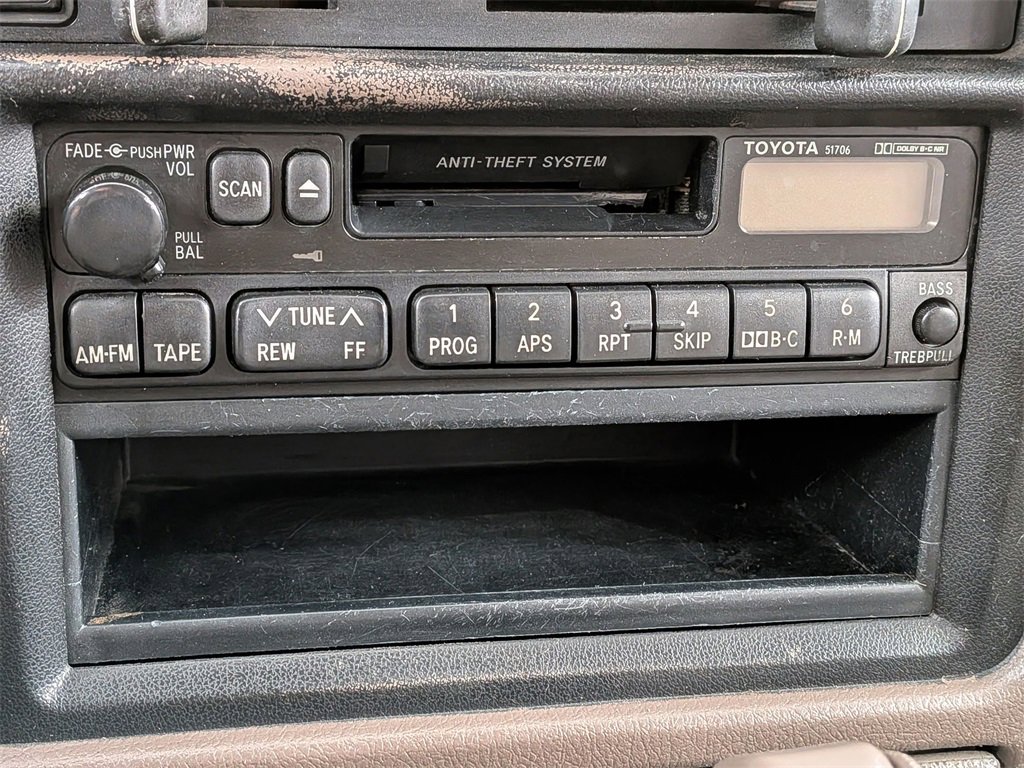 FADE PUSH PWR
VOL
PULL
BAL
SCAN
ANTI-THEFT SYSTEM
TOYOTA 51706
DOLBY B·C NR
AM·FM
TAPE
TUNE
REW FF
1
PROG
2
APS
3
RPT
4
SKIP
5
B·C
6
R·M
BASS
TREB PULL